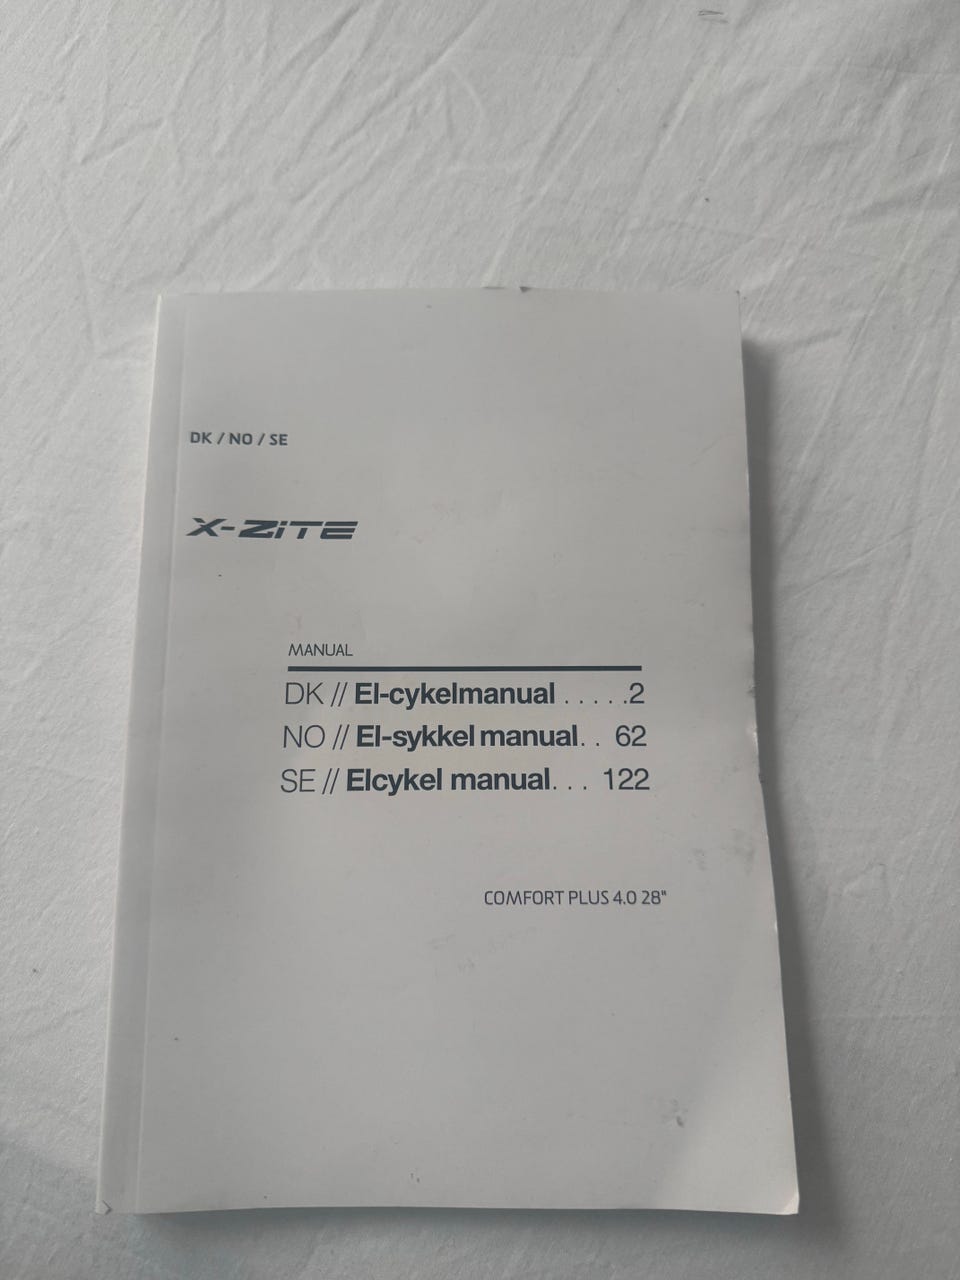 DK / NO / SE
X-ZiTE
MANUAL
DK // El-cykelmanual . . . . .2
NO // El-sykkel manual. . 62
SE // Elcykel manual. . . 122
COMFORT PLUS 4.0 28"